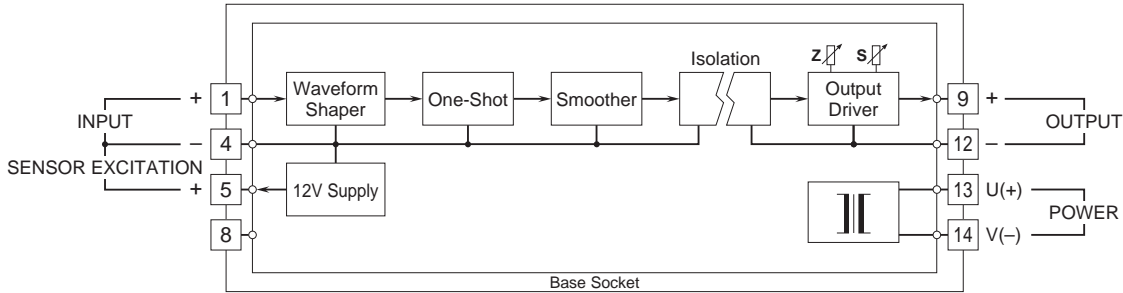 Isolation
Z S
+ 1 Waveform Shaper One-Shot Smoother Output Driver 9 +
INPUT OUTPUT
– 4 12 –
SENSOR EXCITATION
+ 5 12V Supply 13 U(+)
POWER
8 14 V(–)
Base Socket